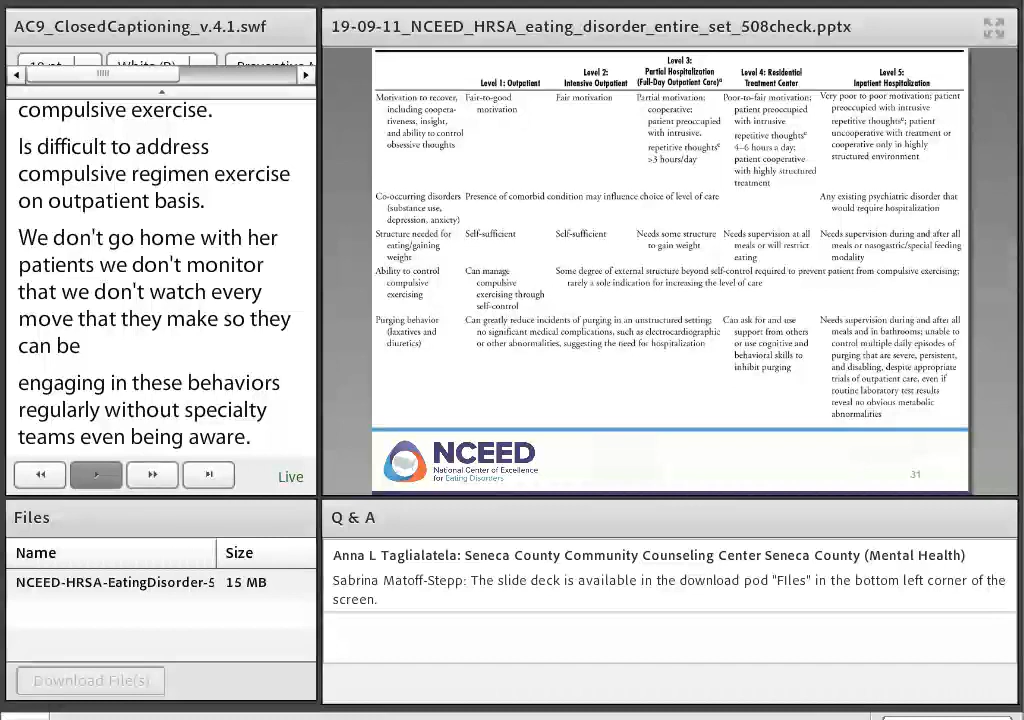 AC9_ClosedCaptioning_v.4.1.swf
compulsive exercise.
Is difficult to address
compulsive regimen exercise
on outpatient basis.
We don't go home with her
patients we don't monitor
that we don't watch every
move that they make so they
can be
engaging in these behaviors
regularly without specialty
teams even being aware.
Live
19-09-11_NCEED_HRSA_eating_disorder_entire_set_508check.pptx
Level 1: Outpatient
Level 2:
Intensive Outpatient
Level 3:
Partial Hospitalization
(Full-Day Outpatient Care)ᵃ
Level 4: Residential
Treatment Center
Level 5:
Inpatient Hospitalization
Motivation to recover,
including coopera-
tiveness, insight,
and ability to control
obsessive thoughts
Fair-to-good
motivation
Fair motivation
Partial motivation;
cooperative;
patient preoccupied
with intrusive,
repetitive thoughtsᶜ
>3 hours/day
Poor-to-fair motivation;
patient preoccupied
with intrusive
repetitive thoughtsᶜ
4–6 hours a day;
patient cooperative
with highly structured
treatment
Very poor to poor motivation; patient
preoccupied with intrusive
repetitive thoughtsᶜ; patient
uncooperative with treatment or
cooperative only in highly
structured environment
Co-occurring disorders
(substance use,
depression, anxiety)
Presence of comorbid condition may influence choice of level of care
Any existing psychiatric disorder that
would require hospitalization
Structure needed for
eating/gaining
weight
Self-sufficient
Self-sufficient
Needs some structure
to gain weight
Needs supervision at all
meals or will restrict
eating
Needs supervision during and after all
meals or nasogastric/special feeding
modality
Ability to control
compulsive
exercising
Can manage
compulsive
exercising through
self-control
Some degree of external structure beyond self-control required to prevent patient from compulsive exercising;
rarely a sole indication for increasing the level of care
Purging behavior
(laxatives and
diuretics)
Can greatly reduce incidents of purging in an unstructured setting;
no significant medical complications, such as electrocardiographic
or other abnormalities, suggesting the need for hospitalization
Can ask for and use
support from others
or use cognitive and
behavioral skills to
inhibit purging
Needs supervision during and after all
meals and in bathrooms; unable to
control multiple daily episodes of
purging that are severe, persistent,
and disabling, despite appropriate
trials of outpatient care, even if
routine laboratory test results
reveal no obvious metabolic
abnormalities
NCEED
National Center of Excellence
for Eating Disorders
31
Files
Name Size
NCEED-HRSA-EatingDisorder-5 15 MB
Download File(s)
Q & A
Anna L Taglialatela: Seneca County Community Counseling Center Seneca County (Mental Health)
Sabrina Matoff-Stepp: The slide deck is available in the download pod "FIles" in the bottom left corner of the
screen.